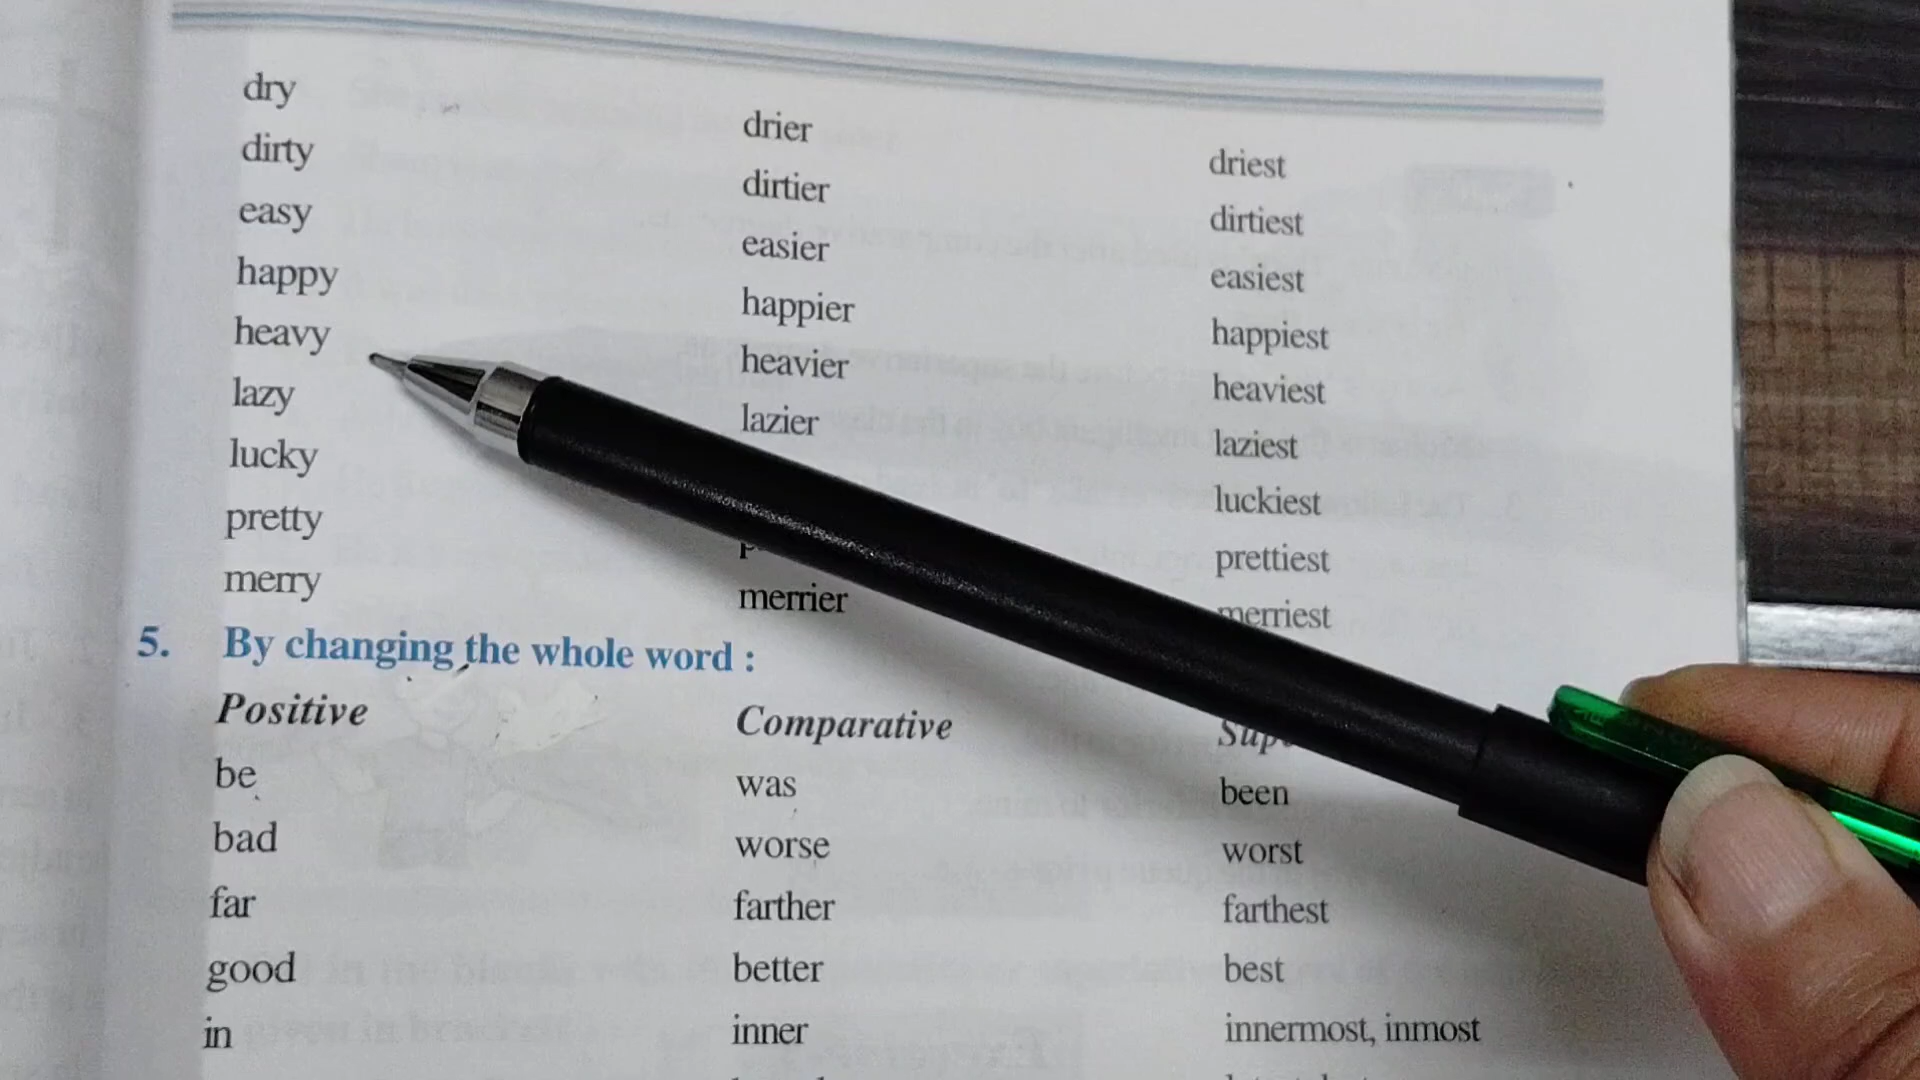 dry drier driest
dirty dirtier dirtiest
easy easier easiest
happy happier happiest
heavy heavier heaviest
lazy lazier laziest
lucky luckiest
pretty prettiest
merry merrier merriest
5. By changing the whole word :
Positive Comparative
be was been
bad worse worst
far farther farthest
good better best
in inner innermost, inmost